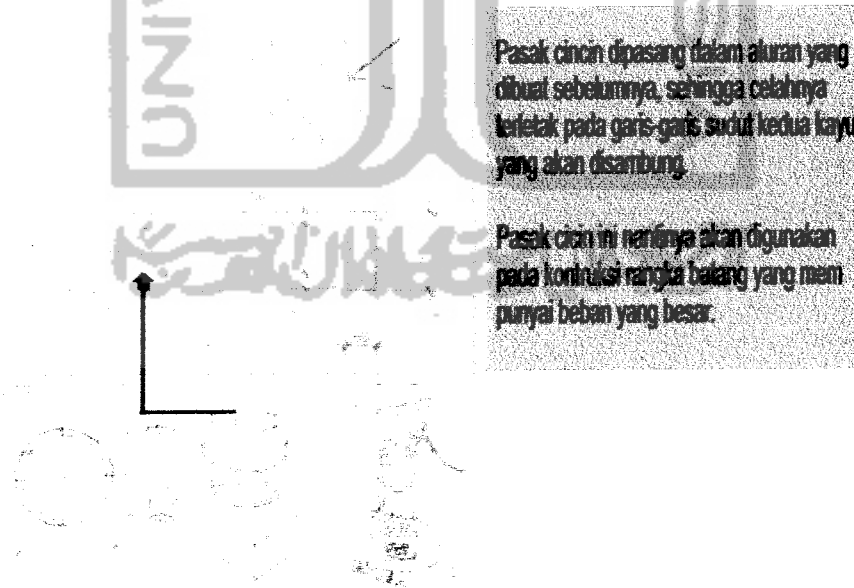 UNIV
Pasak cincin dipasang dalam aluran yang
dibuat sebelumnya, sehingga celahnya
terletak pada garis-garis sudut kedua kayu
yang akan disambung.
Pasak cicin ini nantinya akan digunakan
pada kontruksi rangka batang yang mem
punyai beban yang besar.